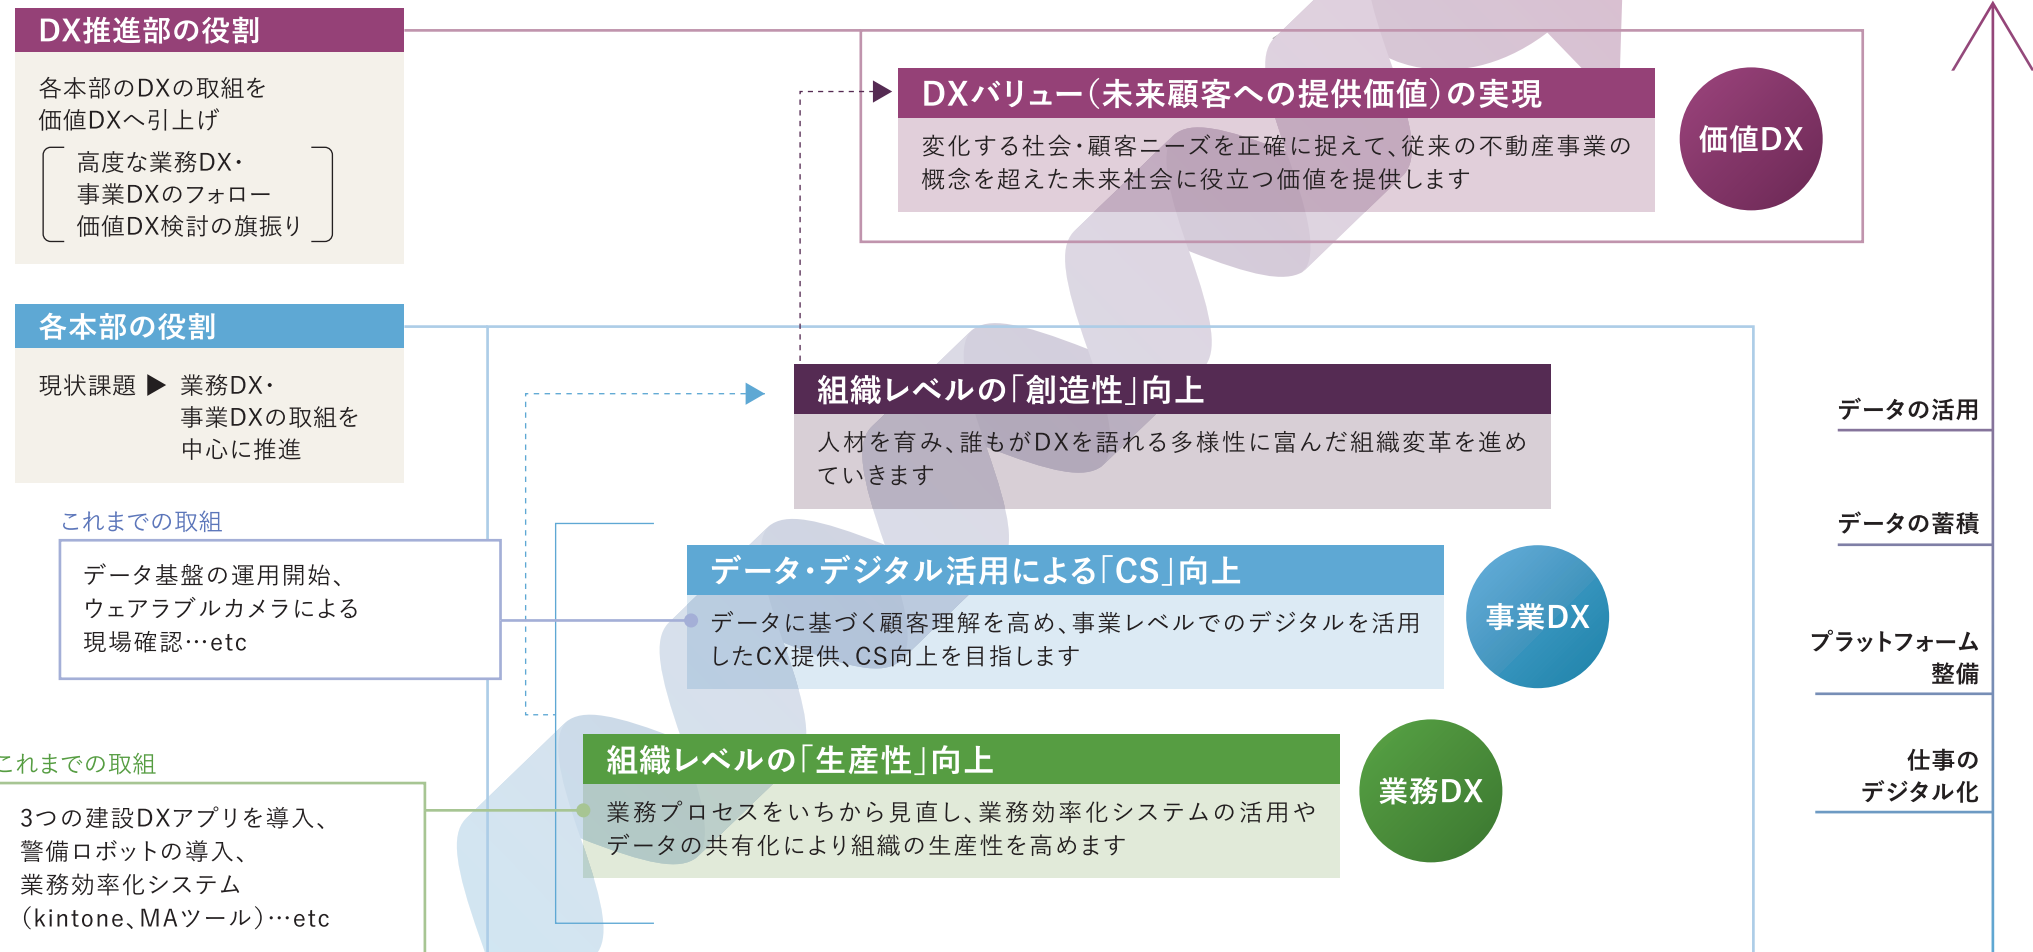 DX推進部の役割
各本部のDXの取組を
価値DXへ引上げ
高度な業務DX・
事業DXのフォロー
価値DX検討の旗振り
DXバリュー（未来顧客への提供価値）の実現
変化する社会・顧客ニーズを正確に捉えて、従来の不動産事業の
概念を超えた未来社会に役立つ価値を提供します
価値DX
各本部の役割
現状課題 ▶ 業務DX・
事業DXの取組を
中心に推進
組織レベルの「創造性」向上
人材を育み、誰もがDXを語れる多様性に富んだ組織変革を進め
ていきます
これまでの取組
データ基盤の運用開始、
ウェアラブルカメラによる
現場確認…etc
データ・デジタル活用による「CS」向上
データに基づく顧客理解を高め、事業レベルでのデジタルを活用
したCX提供、CS向上を目指します
事業DX
これまでの取組
3つの建設DXアプリを導入、
警備ロボットの導入、
業務効率化システム
（kintone、MAツール）…etc
組織レベルの「生産性」向上
業務プロセスをいちから見直し、業務効率化システムの活用や
データの共有化により組織の生産性を高めます
業務DX
データの活用
データの蓄積
プラットフォーム
整備
仕事の
デジタル化